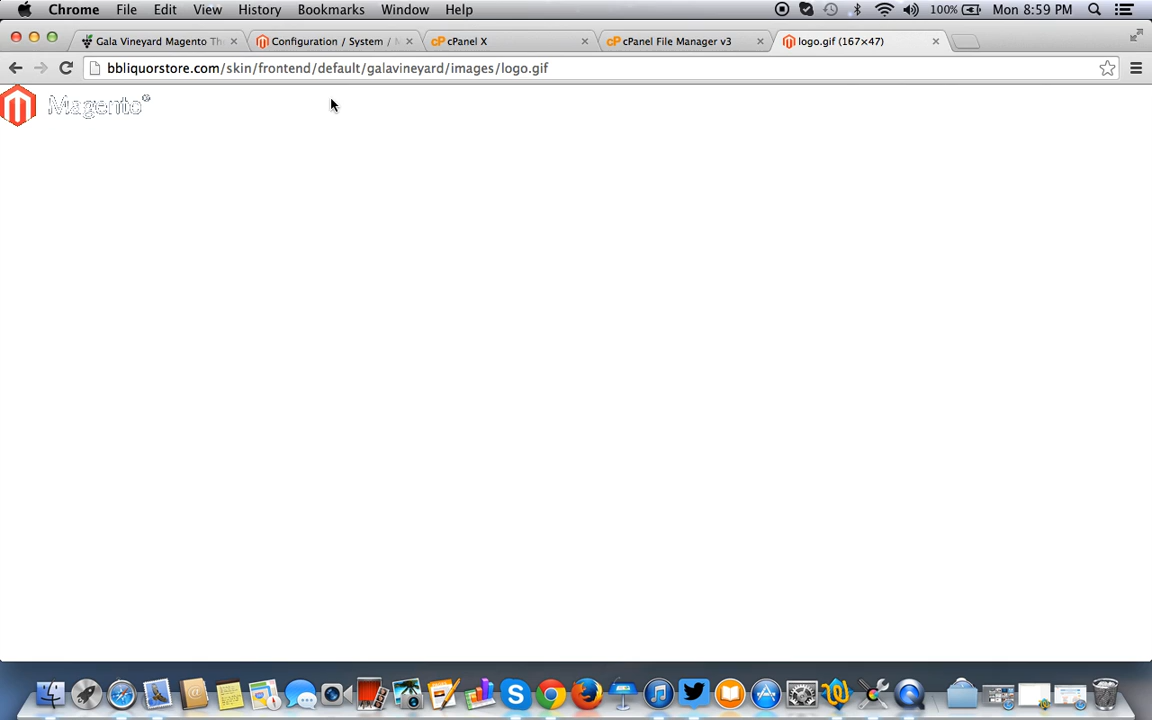 Chrome File Edit View History Bookmarks Window Help 100% Mon 8:59 PM
Gala Vineyard Magento Th Configuration / System / M cP cPanel X cP cPanel File Manager v3 logo.gif (167×47)
bbliquorstore.com/skin/frontend/default/galavineyard/images/logo.gif
Magento®